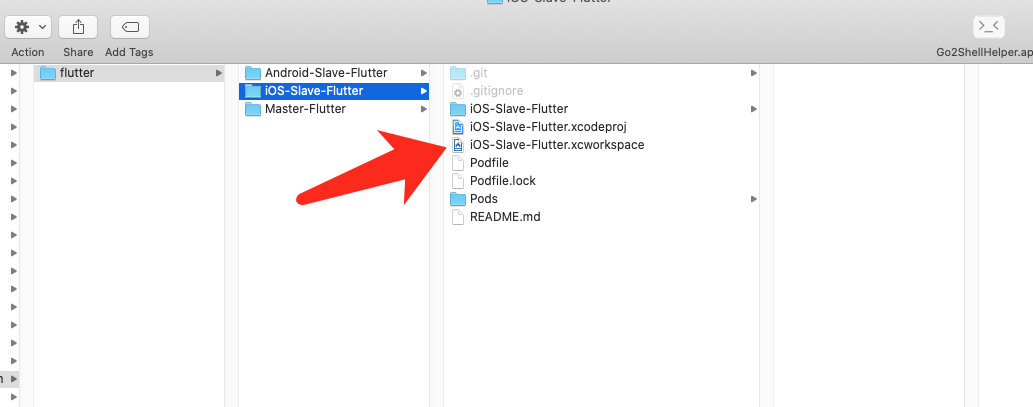 iOS-Slave-Flutter
Action
Share
Add Tags
Go2ShellHelper.ap
flutter
Android-Slave-Flutter
iOS-Slave-Flutter
Master-Flutter
.git
.gitignore
iOS-Slave-Flutter
iOS-Slave-Flutter.xcodeproj
iOS-Slave-Flutter.xcworkspace
Podfile
Podfile.lock
Pods
README.md